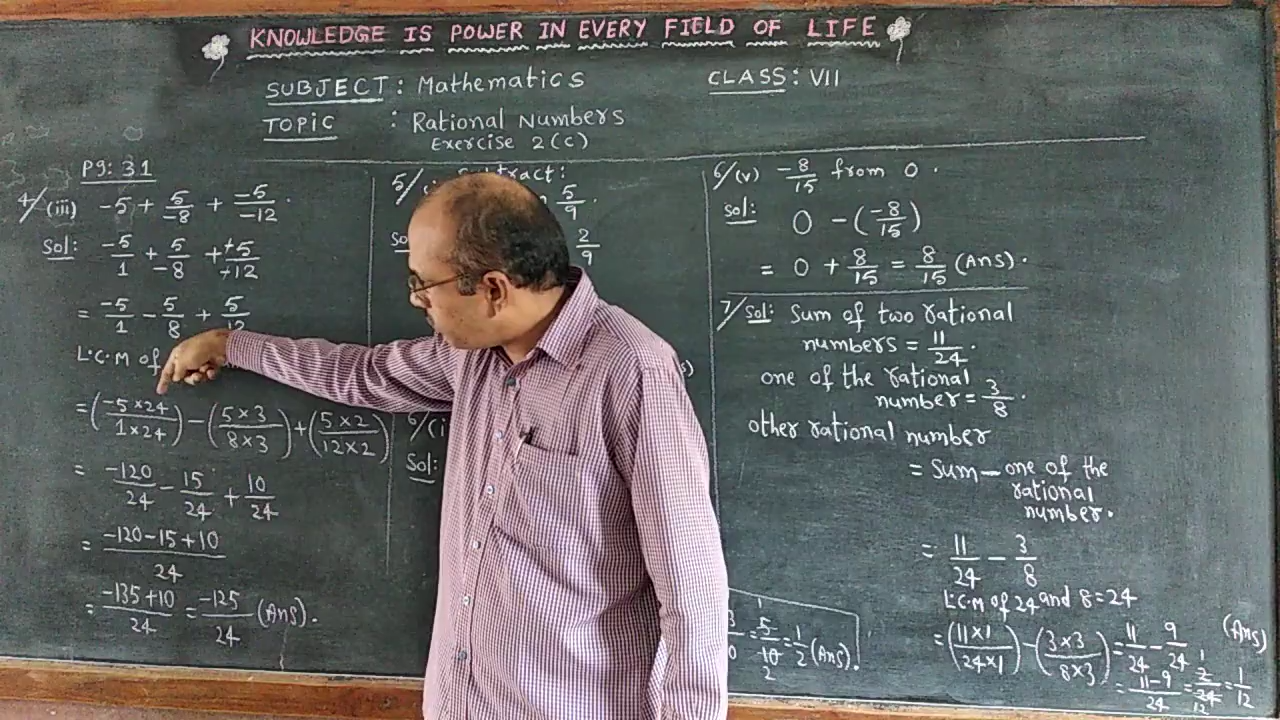 KNOWLEDGE IS POWER IN EVERY FIELD OF LIFE
SUBJECT : Mathematics
CLASS : VII
TOPIC : Rational Numbers
Exercise 2(C)
Pg: 31
4/(iii) -5 + 5/-8 + -5/-12 .
Sol: -5/1 + 5/-8 + -5/-12
= -5/1 - 5/8 + 5/12
L.C.M of
= (-5×24/1×24) - (5×3/8×3) + (5×2/12×2)
= -120/24 - 15/24 + 10/24
= -120-15+10/24
= -135+10/24 = -125/24 (Ans).
5/ Subtract:
5/9 .
2/9
6/(i
Sol:
= 5/10 = 1/2 (Ans).
6/(v) -8/15 from 0 .
Sol: 0 - (-8/15)
= 0 + 8/15 = 8/15 (Ans).
7/ Sol: Sum of two rational
numbers = 11/24 .
one of the rational
number = 3/8 .
other rational number
= Sum - one of the
rational
number.
= 11/24 - 3/8
L.C.M of 24 and 8 = 24
= (11×1/24×1) - (3×3/8×3) = 11/24 - 9/24
= 11-9/24 = 2/24 = 1/12 (Ans)